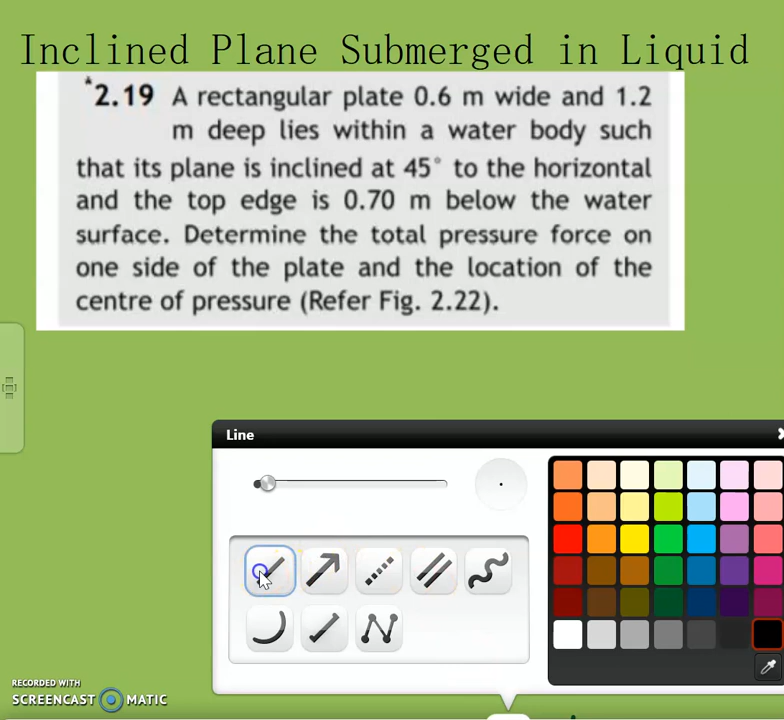 Inclined Plane Submerged in Liquid
*2.19 A rectangular plate 0.6 m wide and 1.2
m deep lies within a water body such
that its plane is inclined at 45° to the horizontal
and the top edge is 0.70 m below the water
surface. Determine the total pressure force on
one side of the plate and the location of the
centre of pressure (Refer Fig. 2.22).
Line
RECORDED WITH
SCREENCAST MATIC